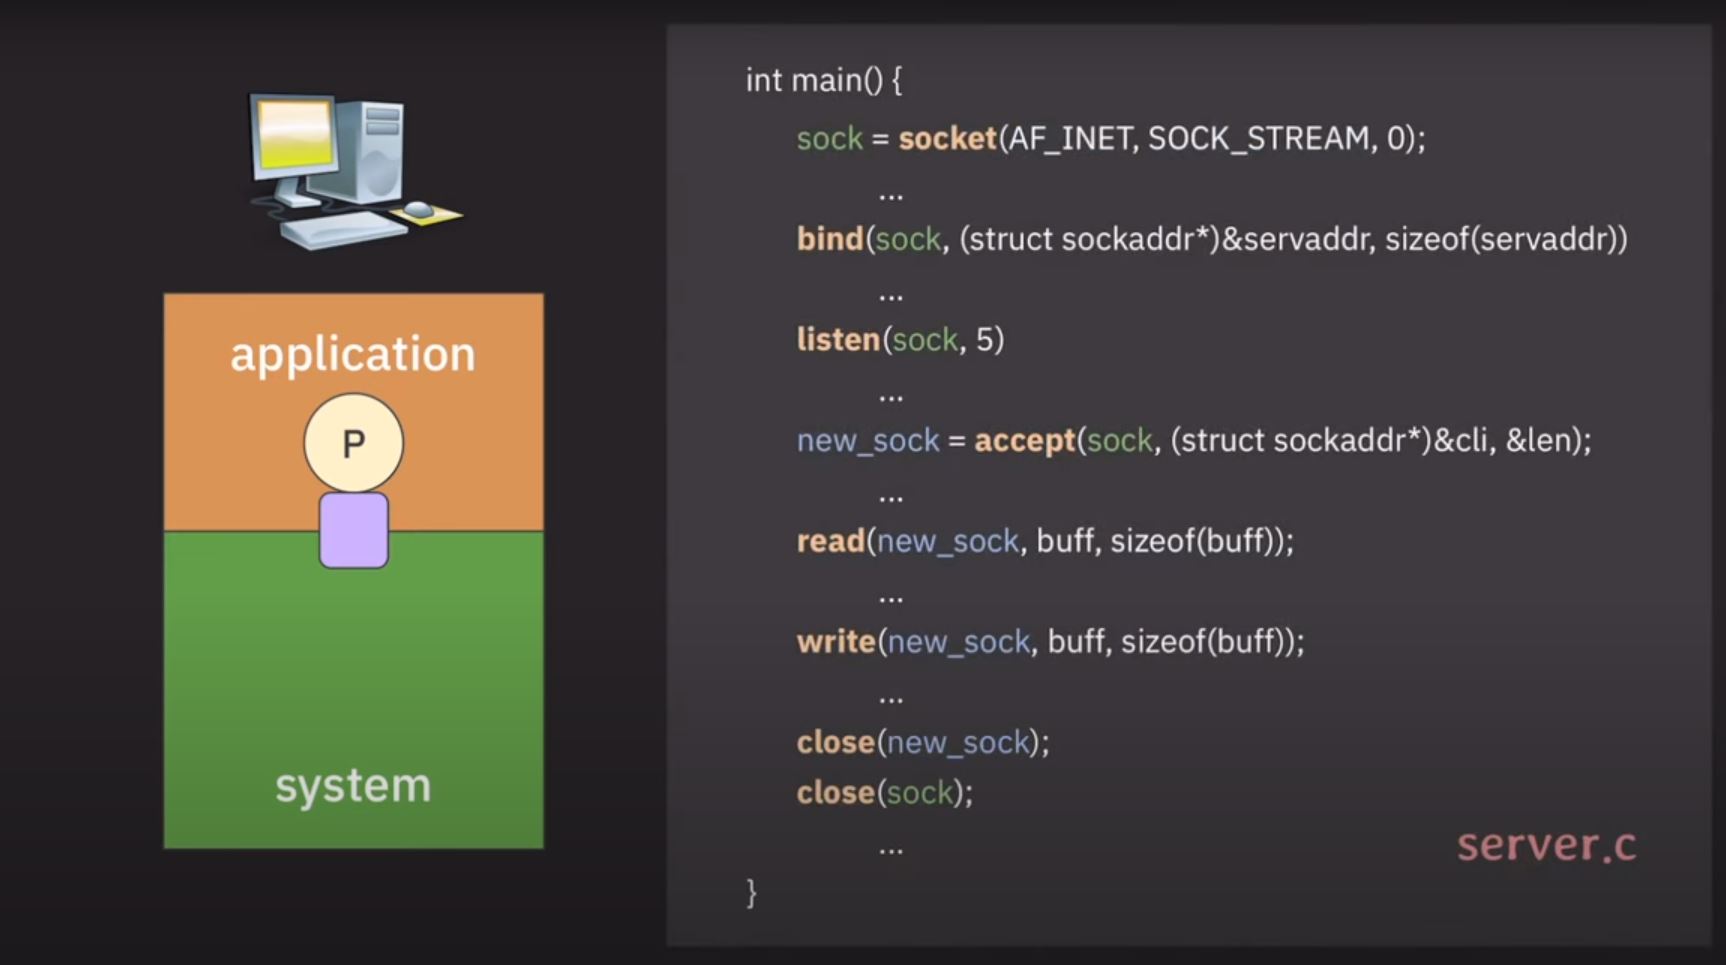 application
P
system
int main() {
sock = socket(AF_INET, SOCK_STREAM, 0);
...
bind(sock, (struct sockaddr*)&servaddr, sizeof(servaddr))
...
listen(sock, 5)
...
new_sock = accept(sock, (struct sockaddr*)&cli, &len);
...
read(new_sock, buff, sizeof(buff));
...
write(new_sock, buff, sizeof(buff));
...
close(new_sock);
close(sock);
...
}
server.c